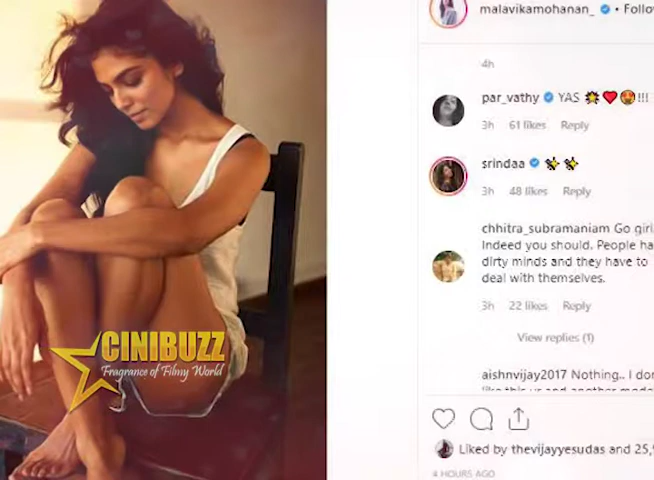 malavikamohanan_ • Follo
4h
par_vathy YAS !!!
3h 61 likes Reply
srindaa
3h 48 likes Reply
chhitra_subramaniam Go girl
Indeed you should. People ha
dirty minds and they have to
deal with themselves.
3h 22 likes Reply
View replies (1)
aishnvijay2017 Nothing.. I don
Liked by thevijayyesudas and 25,
4 HOURS AGO
CINIBUZZ
Fragrance of Filmy World